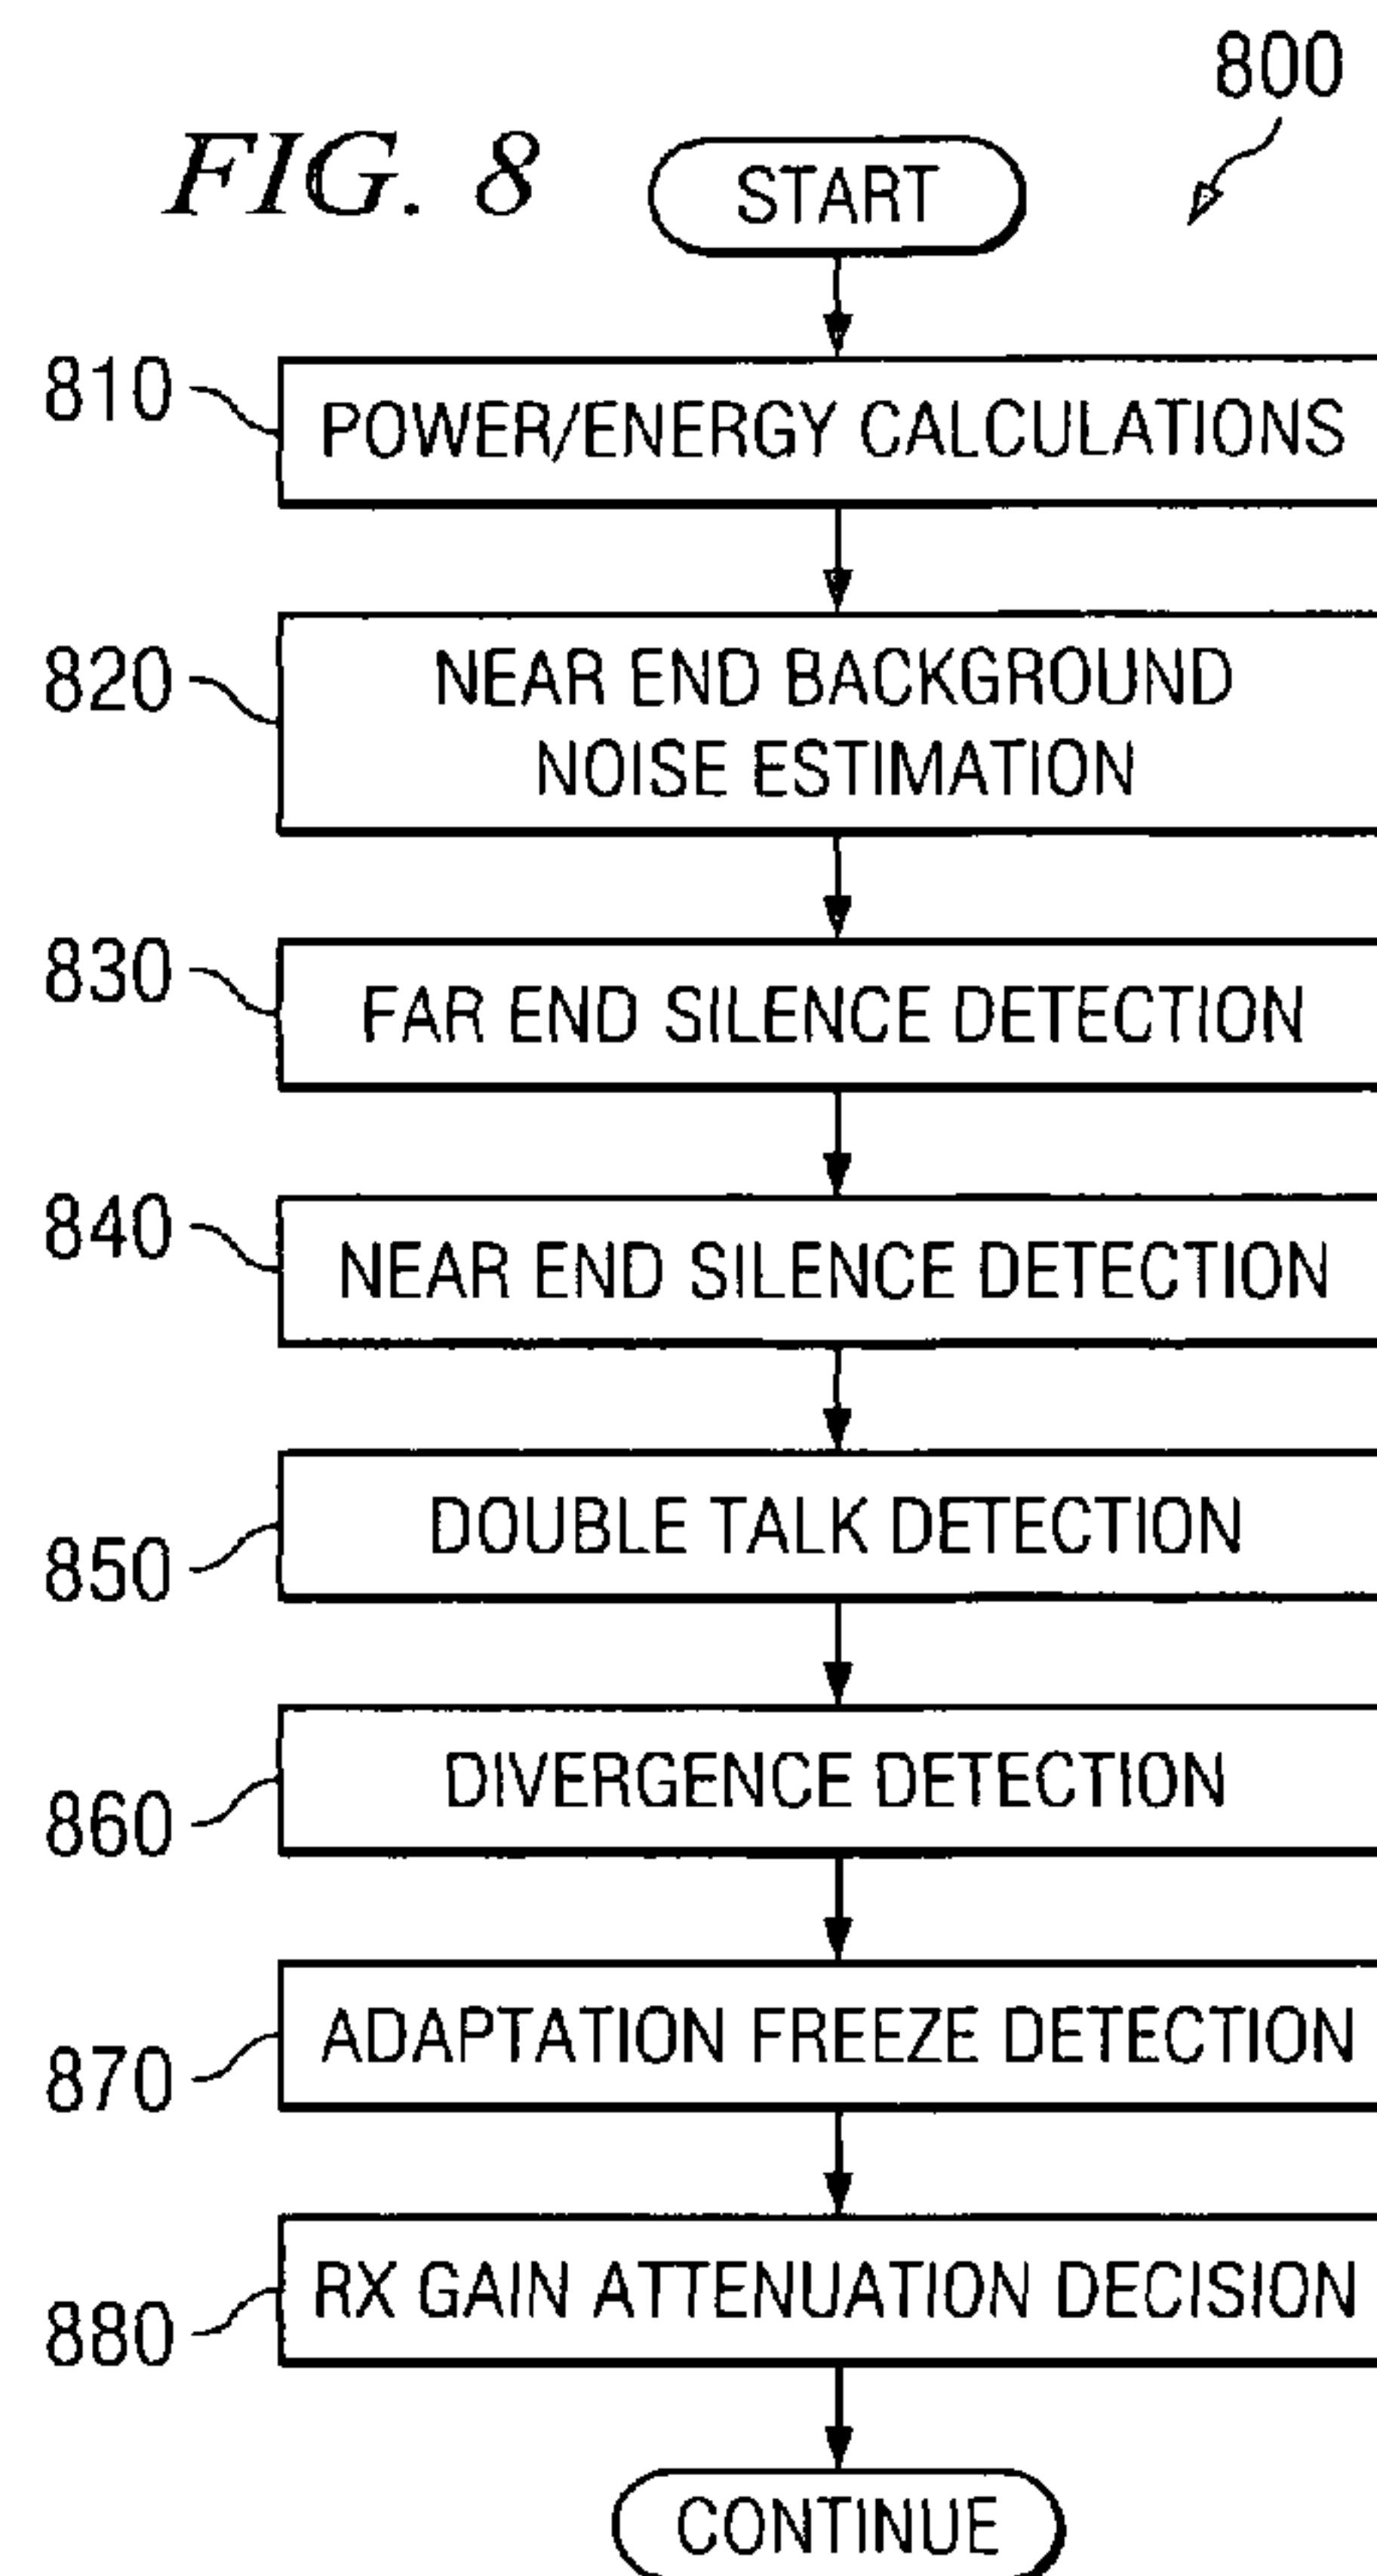 800
FIG. 8
START
810
POWER/ENERGY CALCULATIONS
820
NEAR END BACKGROUND
NOISE ESTIMATION
830
FAR END SILENCE DETECTION
840
NEAR END SILENCE DETECTION
850
DOUBLE TALK DETECTION
860
DIVERGENCE DETECTION
870
ADAPTATION FREEZE DETECTION
880
RX GAIN ATTENUATION DECISION
CONTINUE